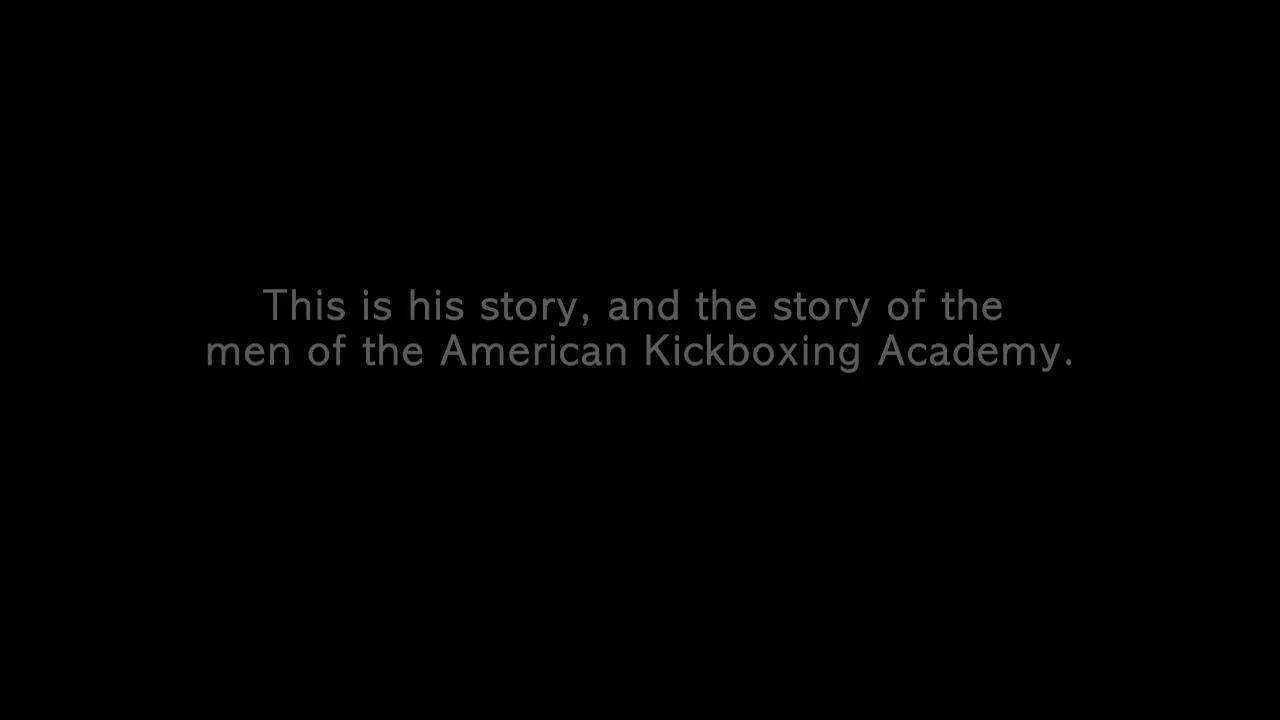 This is his story, and the story of the
men of the American Kickboxing Academy.